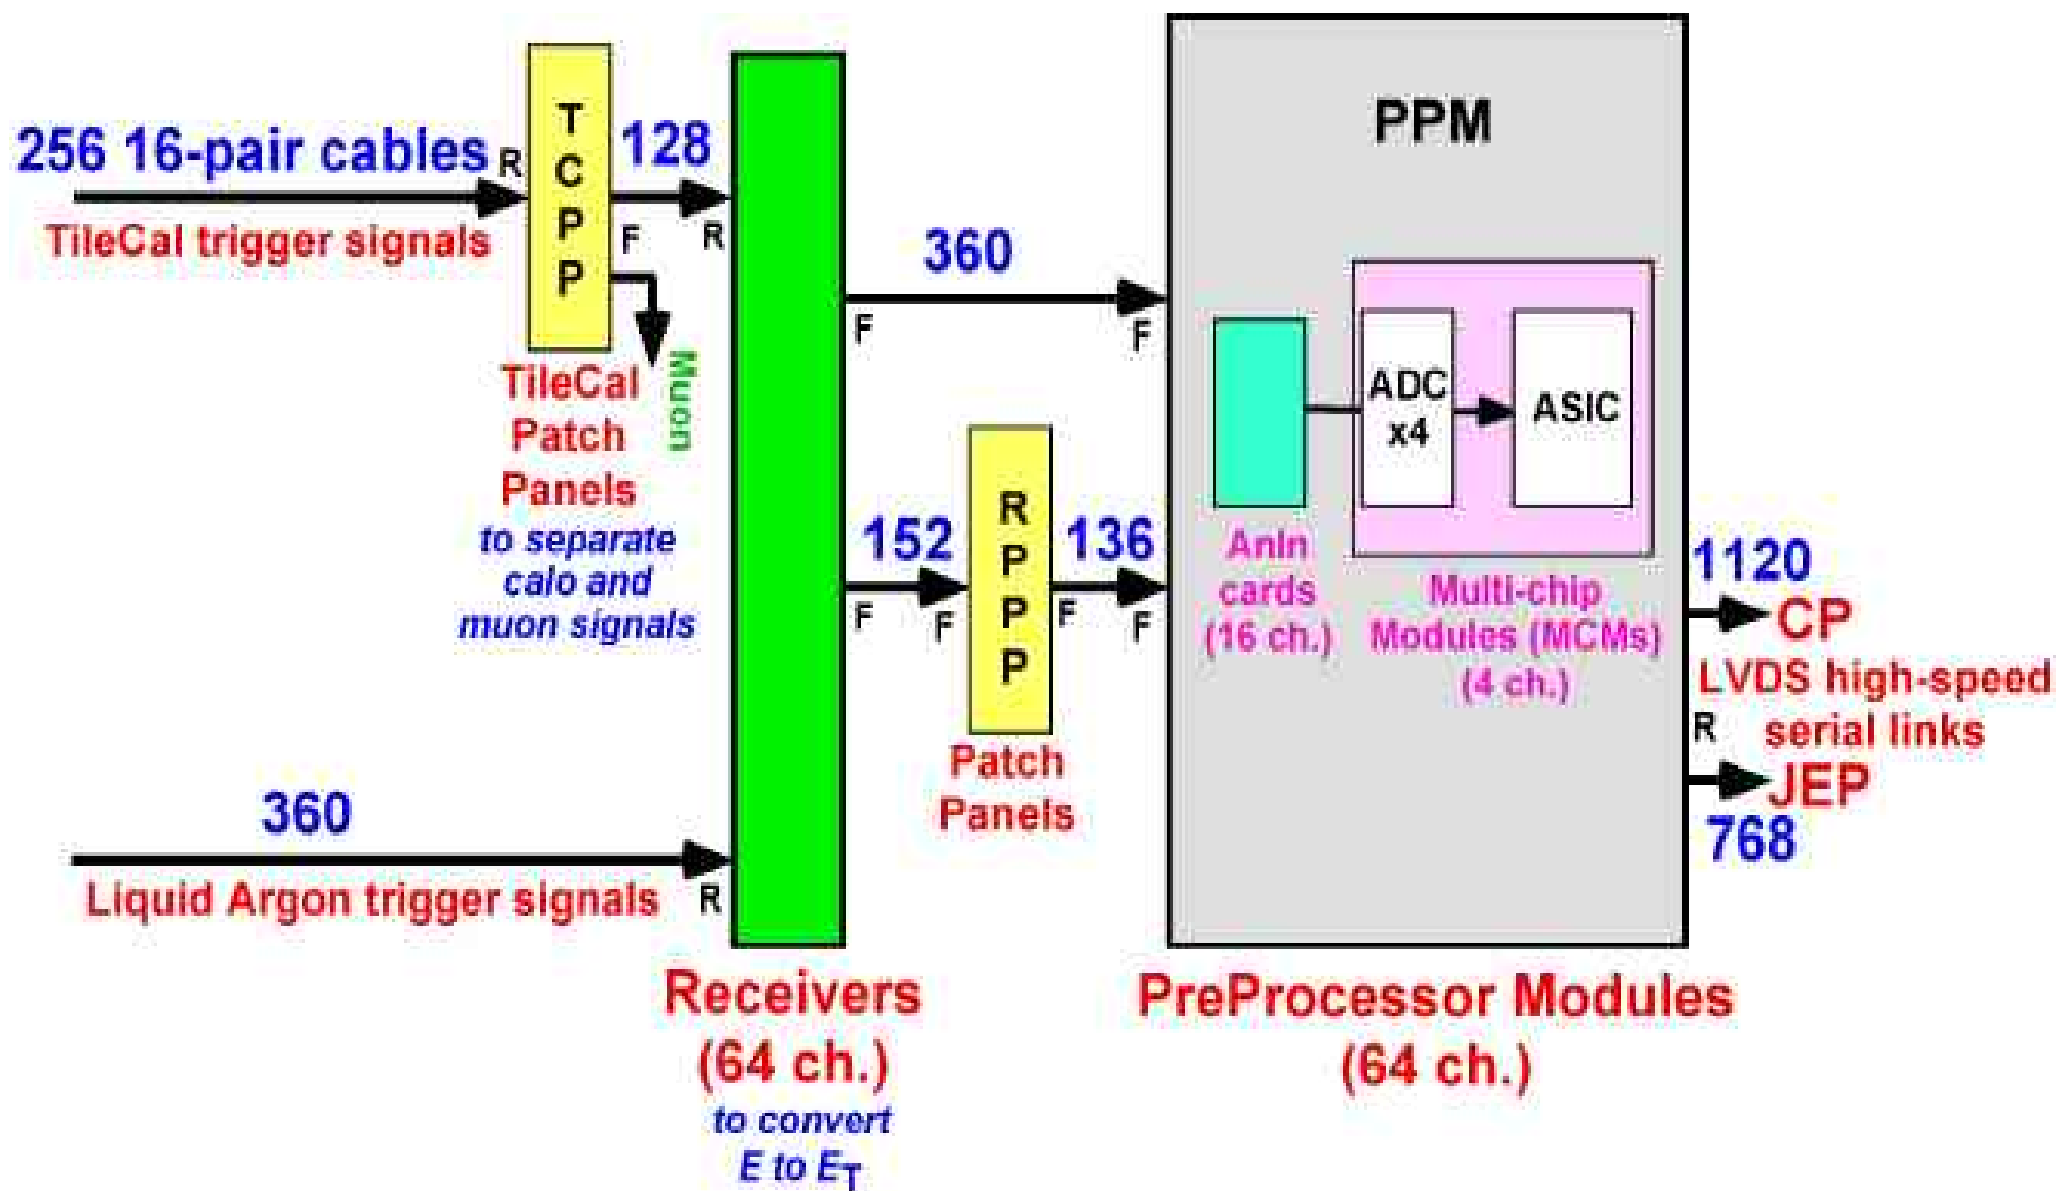 256 16-pair cables
R
TileCal trigger signals
T
C
P
P
128
F
R
Muon
TileCal
Patch
Panels
to separate
calo and
muon signals
360
Liquid Argon trigger signals
R
Receivers
(64 ch.)
to convert
E to ET
360
F
F
152
F
F
R
P
P
P
Patch
Panels
136
F
F
PPM
AnIn
cards
(16 ch.)
ADC
x4
ASIC
Multi-chip
Modules (MCMs)
(4 ch.)
PreProcessor Modules
(64 ch.)
1120
CP
LVDS high-speed
serial links
R
JEP
768